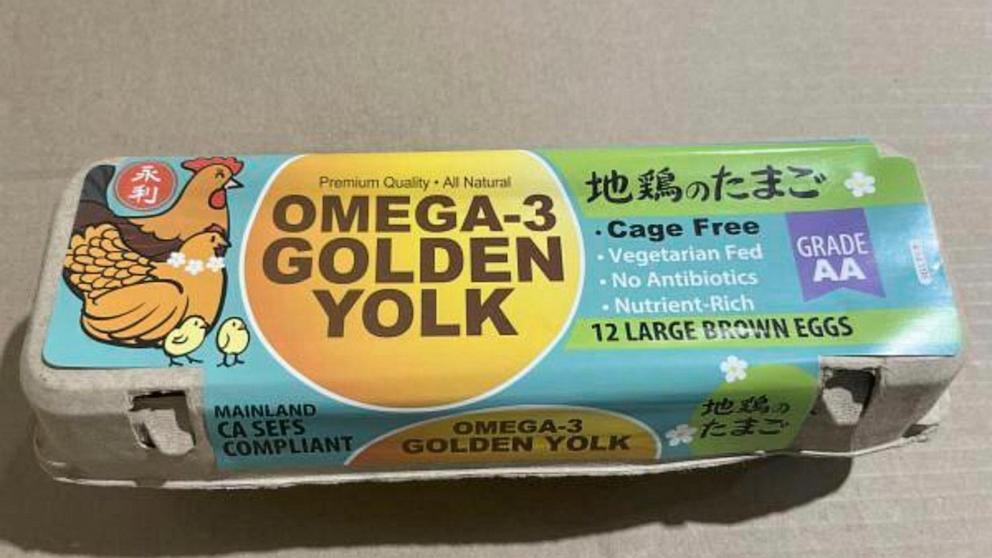 永
利
Premium Quality • All Natural
OMEGA-3
GOLDEN
YOLK
地鶏のたまご
• Cage Free
• Vegetarian Fed
• No Antibiotics
• Nutrient-Rich
GRADE
AA
12 LARGE BROWN EGGS
MAINLAND
CA SEFS
COMPLIANT
OMEGA-3
GOLDEN YOLK
地鶏の
たまご